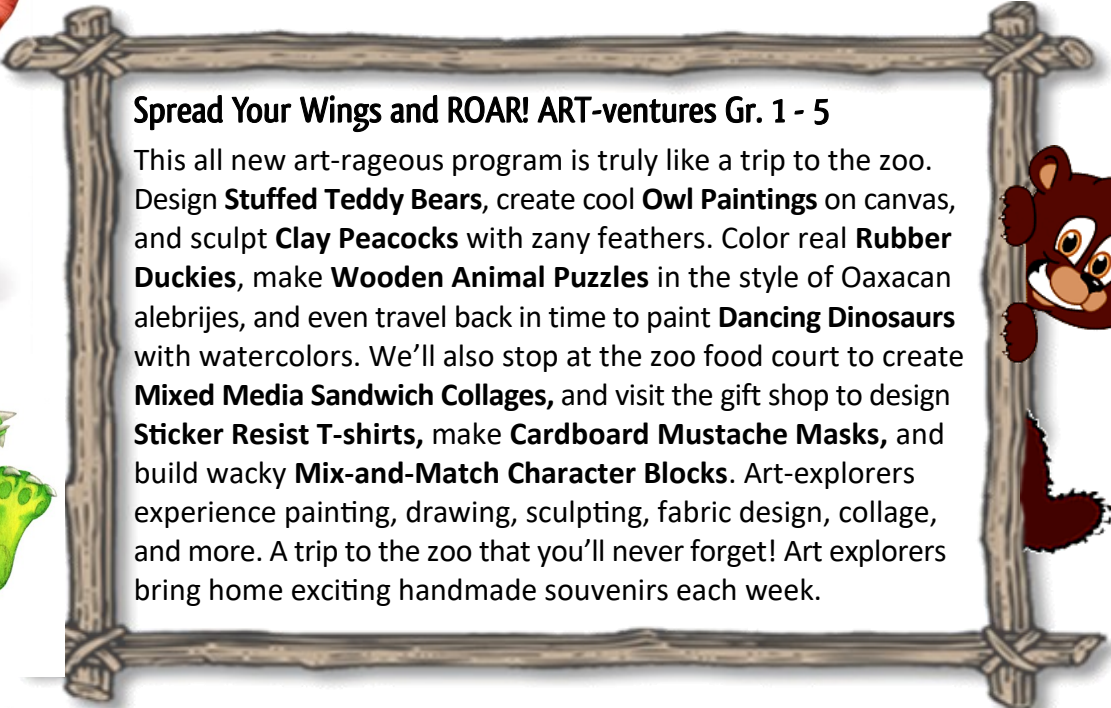 Spread Your Wings and ROAR! ART-ventures Gr. 1 - 5
This all new art-rageous program is truly like a trip to the zoo.
Design Stuffed Teddy Bears, create cool Owl Paintings on canvas,
and sculpt Clay Peacocks with zany feathers. Color real Rubber
Duckies, make Wooden Animal Puzzles in the style of Oaxacan
alebrijes, and even travel back in time to paint Dancing Dinosaurs
with watercolors. We’ll also stop at the zoo food court to create
Mixed Media Sandwich Collages, and visit the gift shop to design
Sticker Resist T-shirts, make Cardboard Mustache Masks, and
build wacky Mix-and-Match Character Blocks. Art-explorers
experience painting, drawing, sculpting, fabric design, collage,
and more. A trip to the zoo that you’ll never forget! Art explorers
bring home exciting handmade souvenirs each week.